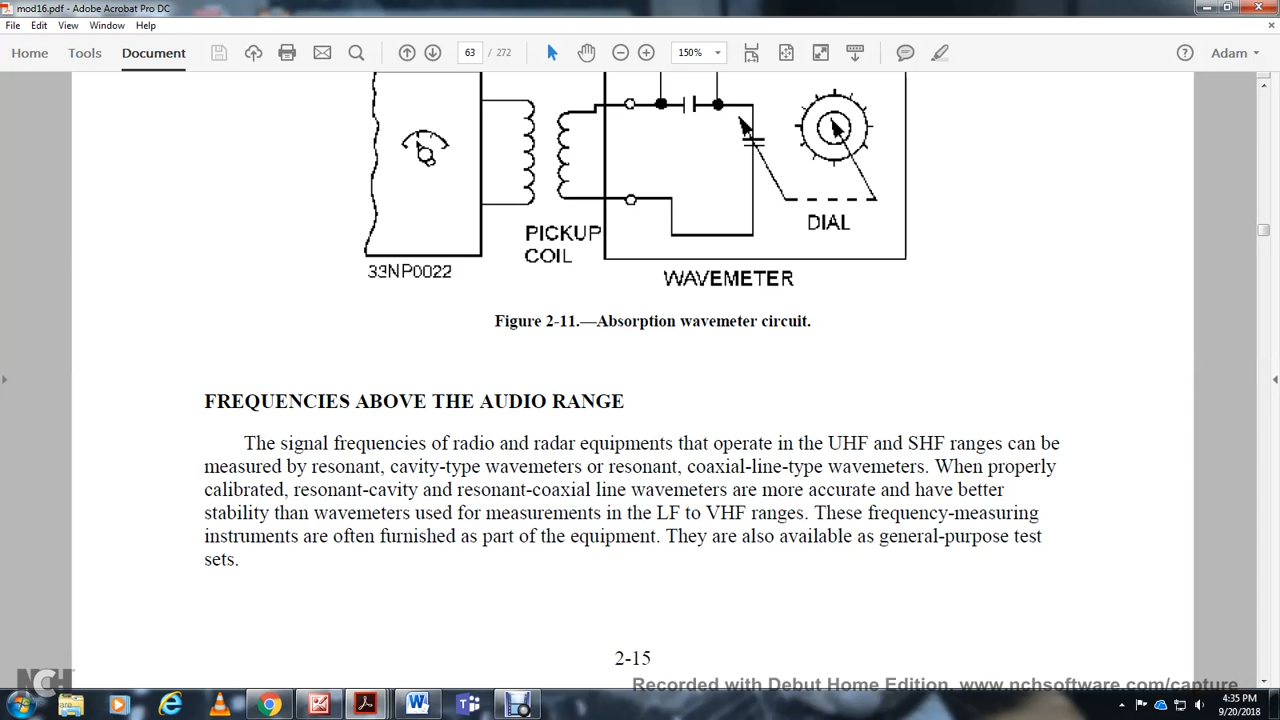 mod16.pdf - Adobe Acrobat Pro DC
File Edit View Window Help
Home Tools Document 63 / 272 150% Adam
PICKUP
COIL
DIAL
33NP0022
WAVEMETER
Figure 2-11.—Absorption wavemeter circuit.
FREQUENCIES ABOVE THE AUDIO RANGE
The signal frequencies of radio and radar equipments that operate in the UHF and SHF ranges can be
measured by resonant, cavity-type wavemeters or resonant, coaxial-line-type wavemeters. When properly
calibrated, resonant-cavity and resonant-coaxial line wavemeters are more accurate and have better
stability than wavemeters used for measurements in the LF to VHF ranges. These frequency-measuring
instruments are often furnished as part of the equipment. They are also available as general-purpose test
sets.
2-15
NCH
Recorded with Debut Home Edition. www.nchsoftware.com/capture
4:35 PM
9/20/2018